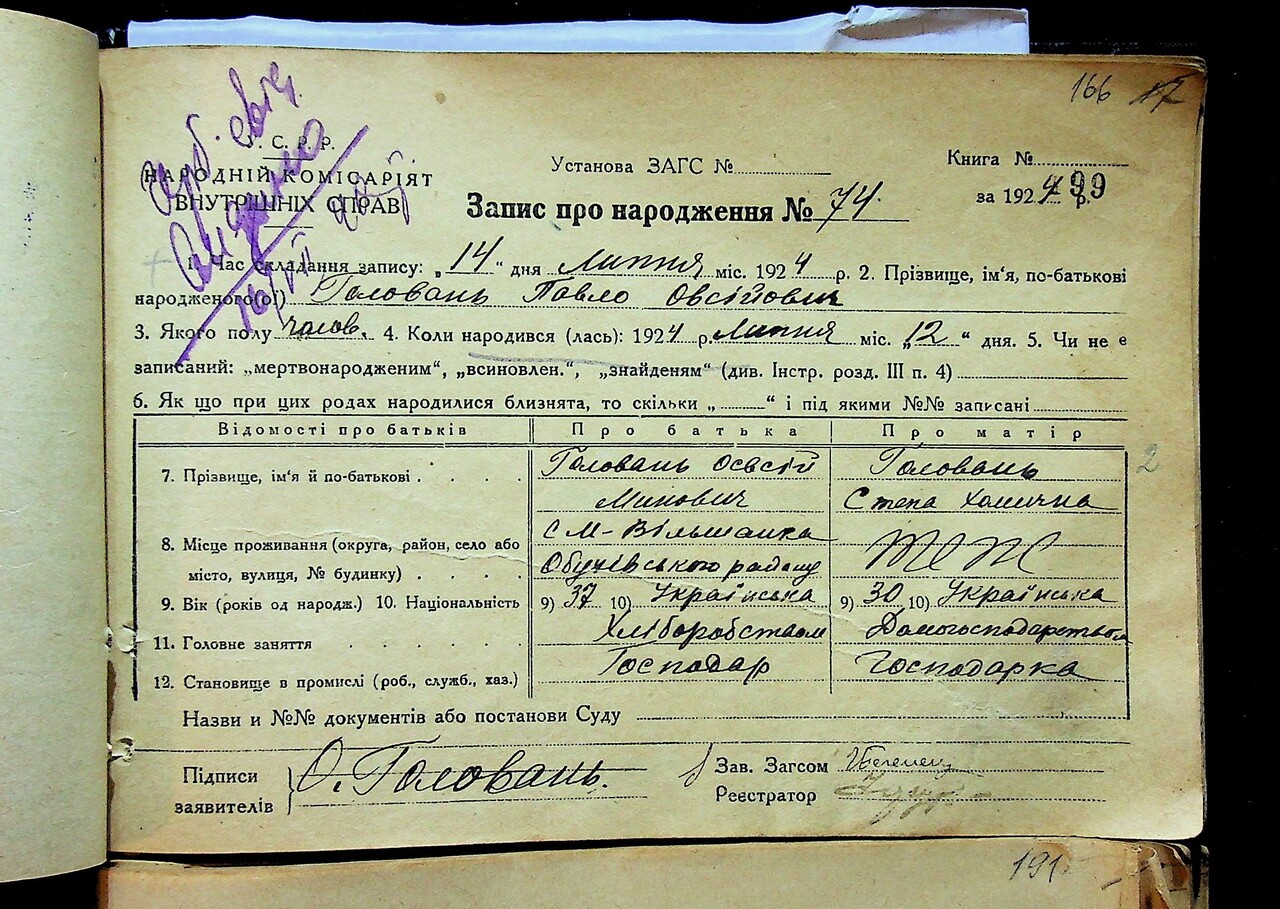 166 17
У. С. Р. Р.
НАРОДНІЙ КОМІСАРІЯТ
ВНУТРІШНІХ СПРАВ
Установа ЗАГС №
Книга №
499
за 1924 р.
Запис про народження № 74.
1. Час складання запису: „14“ дня Липня міс. 1924 р. 2. Прізвище, ім'я, по-батькові
народженого(ої) Головань Павло Овсійович
3. Якого полу чолов. 4. Коли народився (лась): 1924 р. Липня міс. „12“ дня. 5. Чи не є
записаний: „мертвонародженим“, „всиновлен.“, „знайденям“ (див. Інстр. розд. III п. 4)
6. Як що при цих родах народилися близнята, то скільки „ “ і під якими №№ записані
Відомості про батьків Про батька Про матір
7. Прізвище, ім'я й по-батькові Головань Освсій Головань
Минович Степа Хомична
С М-Вільшанка
8. Місце проживання (округа, район, село або
місто, вулиця, № будинку) Обухівського району
9. Вік (років од народж.) 10. Національність 9) 37 10) Українська 9) 30 10) Українська
11. Головне заняття Хліборобством Домогосподарством
12. Становище в промислі (роб., служб., хаз.) Господар Господарка
Назви и №№ документів або постанови Суду
Підписи
заявителів О. Головань.
Зав. Загсом
Реєстратор
2
191